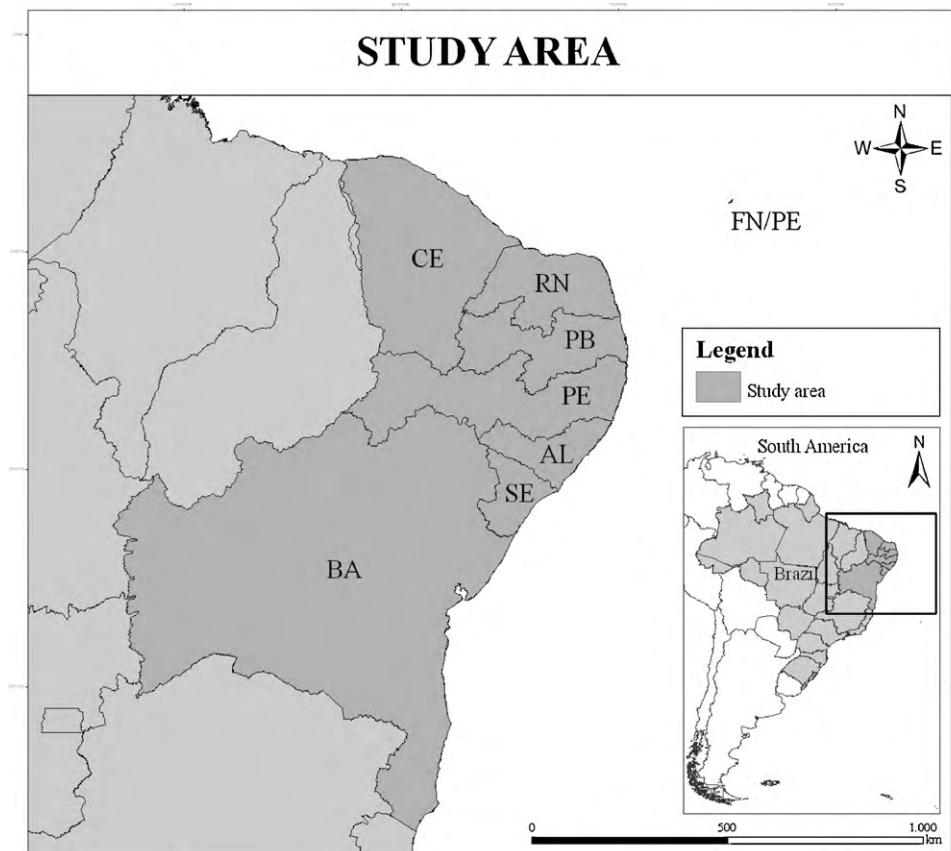 STUDY AREA
N
W E
S
FN/PE
CE
RN
PB
PE
AL
SE
BA
Legend
Study area
South America
N
Brazil
0 500 1.000
km